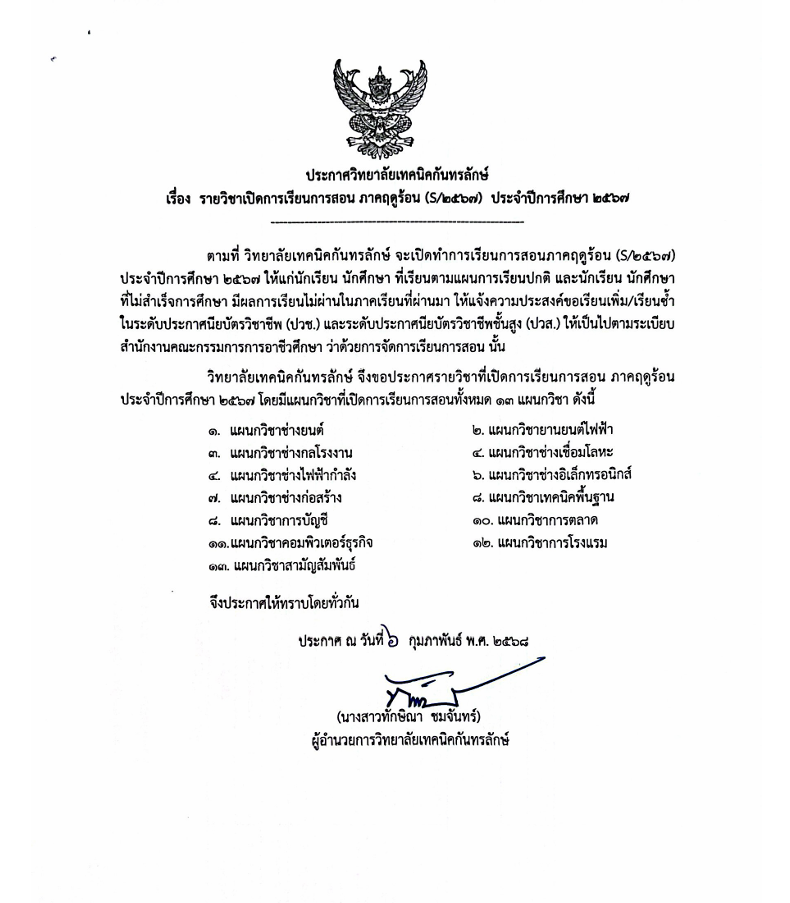 ประกาศวิทยาลัยเทคนิคกันทรลักษ์
เรื่อง รายวิชาเปิดการเรียนการสอน ภาคฤดูร้อน (S/๒๕๖๗) ประจำปีการศึกษา ๒๕๖๗
ตามที่ วิทยาลัยเทคนิคกันทรลักษ์ จะเปิดทำการเรียนการสอนภาคฤดูร้อน (S/๒๕๖๗)
ประจำปีการศึกษา ๒๕๖๗ ให้แก่นักเรียน นักศึกษา ที่เรียนตามแผนการเรียนปกติ และนักเรียน นักศึกษา
ที่ไม่สำเร็จการศึกษา มีผลการเรียนไม่ผ่านในภาคเรียนที่ผ่านมา ให้แจ้งความประสงค์ขอเรียนเพิ่ม/เรียนซ้ำ
ในระดับประกาศนียบัตรวิชาชีพ (ปวช.) และระดับประกาศนียบัตรวิชาชีพชั้นสูง (ปวส.) ให้เป็นไปตามระเบียบ
สำนักงานคณะกรรมการการอาชีวศึกษา ว่าด้วยการจัดการเรียนการสอน นั้น
วิทยาลัยเทคนิคกันทรลักษ์ จึงขอประกาศรายวิชาที่เปิดการเรียนการสอน ภาคฤดูร้อน
ประจำปีการศึกษา ๒๕๖๗ โดยมีแผนกวิชาที่เปิดการเรียนการสอนทั้งหมด ๑๓ แผนกวิชา ดังนี้
๑. แผนกวิชาช่างยนต์ ๒. แผนกวิชายานยนต์ไฟฟ้า
๓. แผนกวิชาช่างกลโรงงาน ๔. แผนกวิชาช่างเชื่อมโลหะ
๕. แผนกวิชาช่างไฟฟ้ากำลัง ๖. แผนกวิชาช่างอิเล็กทรอนิกส์
๗. แผนกวิชาช่างก่อสร้าง ๘. แผนกวิชาเทคนิคพื้นฐาน
๙. แผนกวิชาการบัญชี ๑๐. แผนกวิชาการตลาด
๑๑.แผนกวิชาคอมพิวเตอร์ธุรกิจ ๑๒. แผนกวิชาการโรงแรม
๑๓. แผนกวิชาสามัญสัมพันธ์
จึงประกาศให้ทราบโดยทั่วกัน
ประกาศ ณ วันที่ ๖ กุมภาพันธ์ พ.ศ. ๒๕๖๘
(นางสาวทักษิณา ชมจันทร์)
ผู้อำนวยการวิทยาลัยเทคนิคกันทรลักษ์